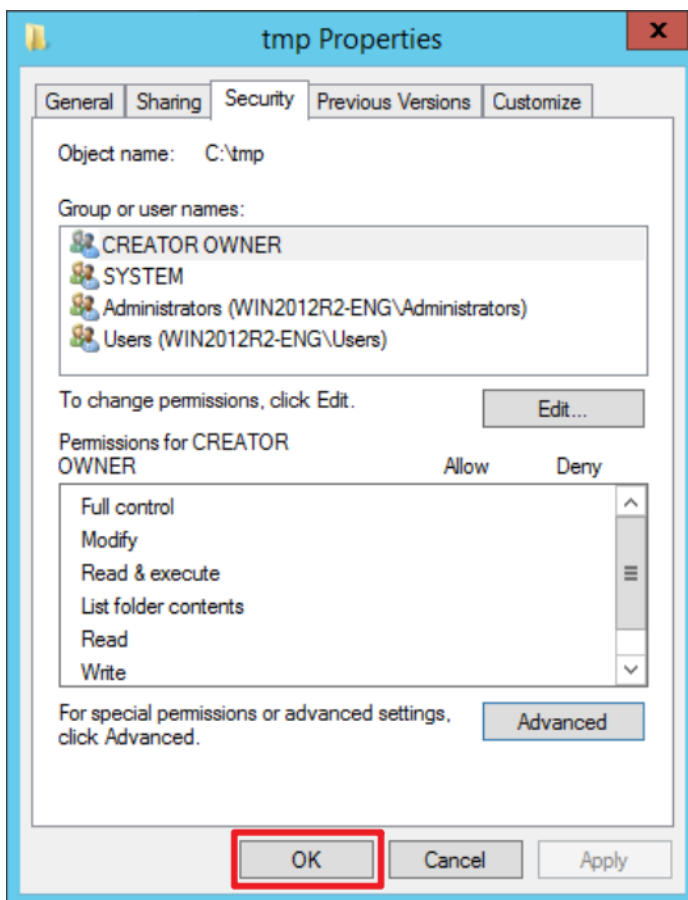 tmp Properties
x
General Sharing Security Previous Versions Customize
Object name: C:\tmp
Group or user names:
CREATOR OWNER
SYSTEM
Administrators (WIN2012R2-ENG\Administrators)
Users (WIN2012R2-ENG\Users)
To change permissions, click Edit.
Edit...
Permissions for CREATOR
OWNER Allow Deny
Full control
Modify
Read & execute
List folder contents
Read
Write
For special permissions or advanced settings,
click Advanced.
Advanced
OK Cancel Apply